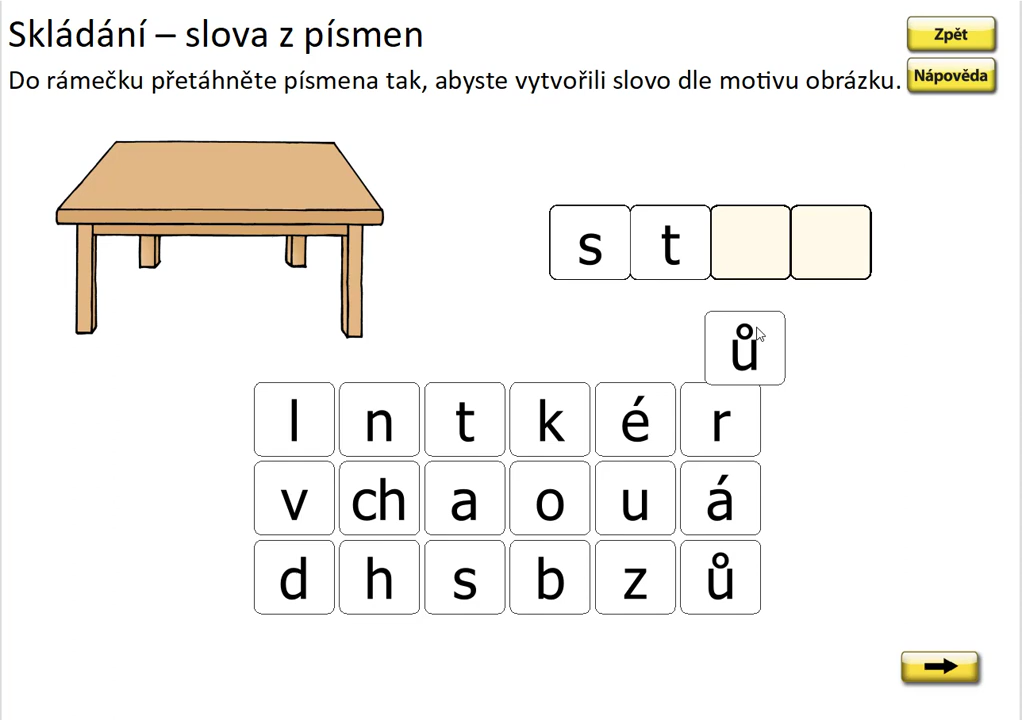 Skládání – slova z písmen
Zpět
Do rámečku přetáhněte písmena tak, abyste vytvořili slovo dle motivu obrázku.
Nápověda
s t
ů
l n t k é r
v ch a o u á
d h s b z ů